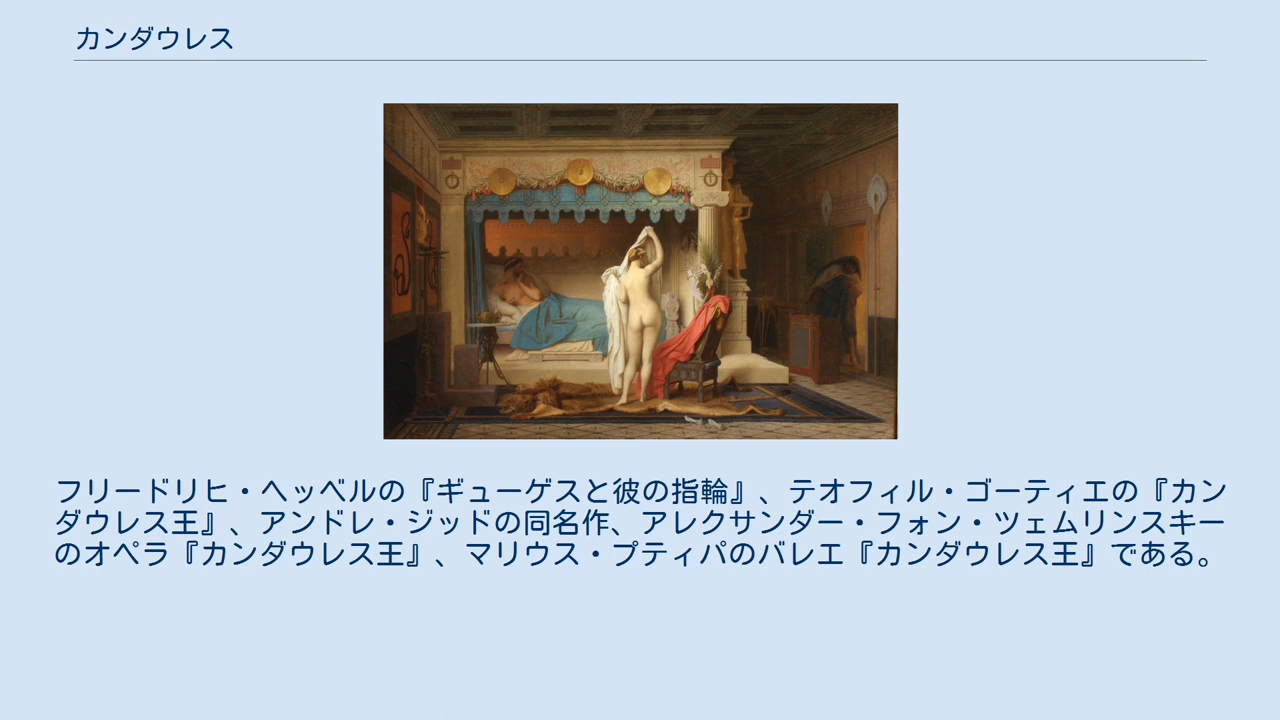 カンダウレス
フリードリヒ・ヘッベルの『ギューゲスと彼の指輪』、テオフィル・ゴーティエの『カン
ダウレス王』、アンドレ・ジッドの同名作、アレクサンダー・フォン・ツェムリンスキー
のオペラ『カンダウレス王』、マリウス・プティパのバレエ『カンダウレス王』である。